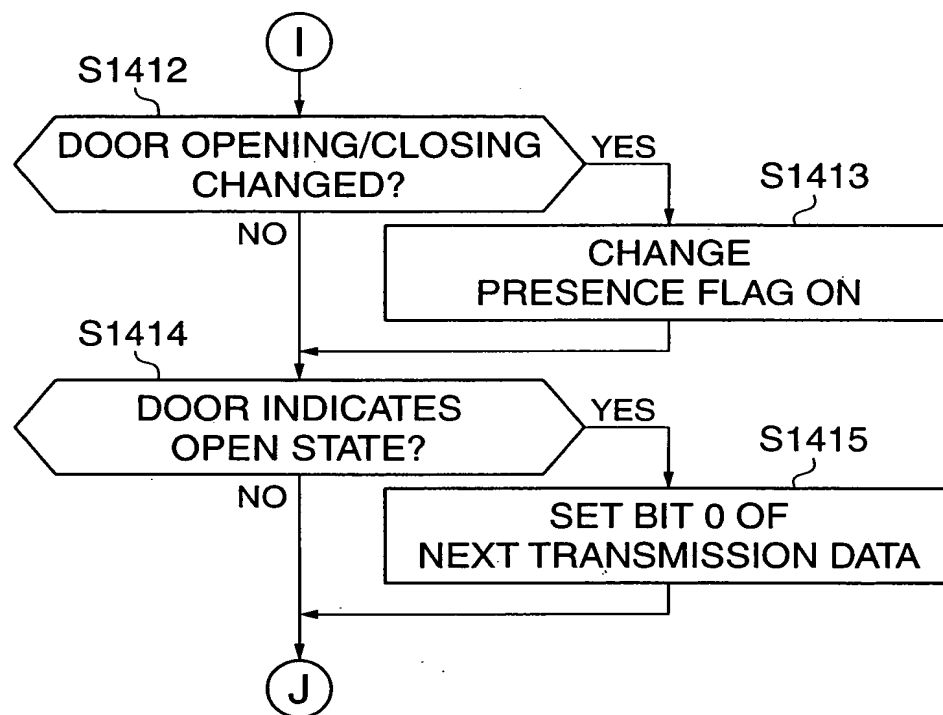 I
S1412
DOOR OPENING/CLOSING
CHANGED?
YES
NO
S1413
CHANGE
PRESENCE FLAG ON
S1414
DOOR INDICATES
OPEN STATE?
YES
NO
S1415
SET BIT 0 OF
NEXT TRANSMISSION DATA
J